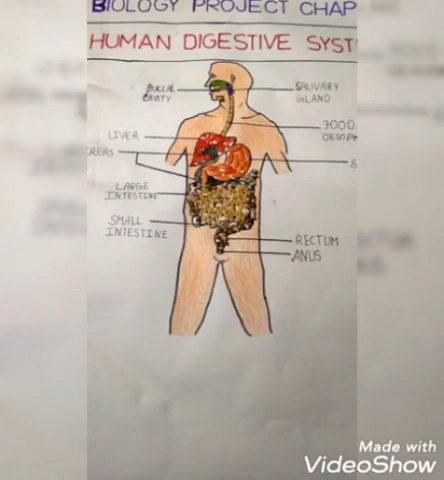 BIOLOGY PROJECT CHAP
HUMAN DIGESTIVE SYST
BUCCAL
CAVITY
SALIVARY
GLAND
FOOD
OESOPH
LIVER
REAS
&
LARGE
INTESTINE
SMALL
INTESTINE
RECTUM
ANUS
Made with
VideoShow